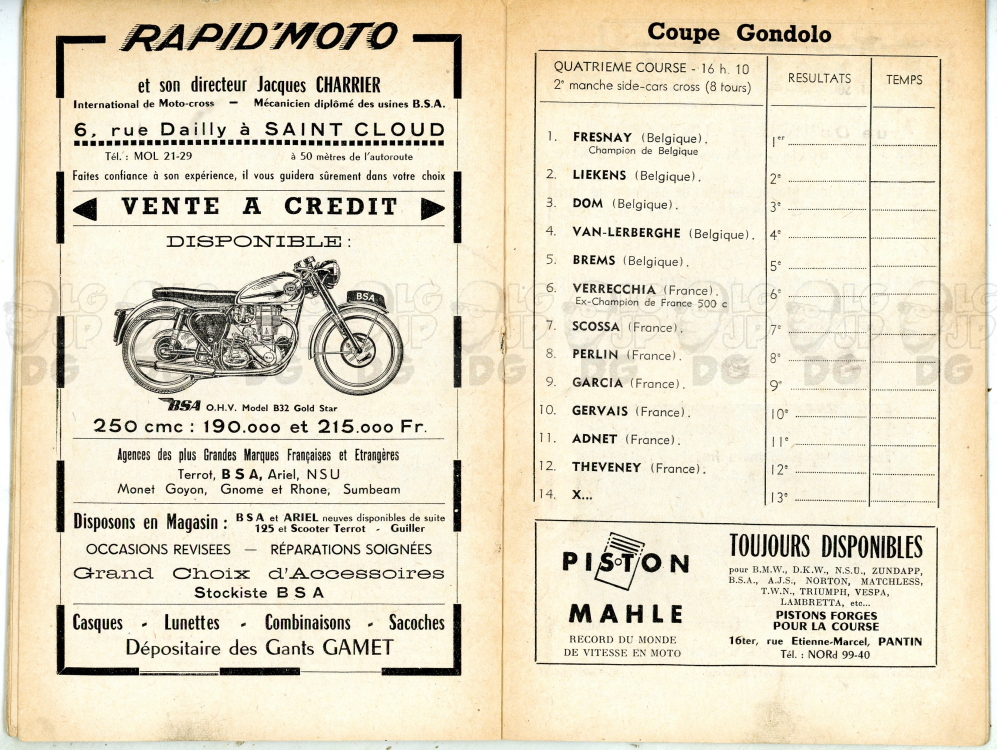 RAPID'MOTO
et son directeur Jacques CHARRIER
International de Moto-cross — Mécanicien diplômé des usines B.S.A.
6, rue Dailly à SAINT CLOUD
Tél.: MOL 21-29 à 50 mètres de l'autoroute
Faites confiance à son expérience, il vous guidera sûrement dans votre choix
VENTE A CREDIT
DISPONIBLE :
BSA
BSA O.H.V. Model B32 Gold Star
250 cmc : 190.000 et 215.000 Fr.
Agences des plus Grandes Marques Françaises et Etrangères
Terrot, BSA, Ariel, NSU
Monet Goyon, Gnome et Rhone, Sumbeam
Disposons en Magasin : BSA et ARIEL neuves disponibles de suite
125 et Scooter Terrot - Guiller
OCCASIONS REVISEES — RÉPARATIONS SOIGNÉES
Grand Choix d'Accessoires
Stockiste BSA
Casques - Lunettes - Combinaisons - Sacoches
Dépositaire des Gants GAMET
Coupe Gondolo
QUATRIEME COURSE - 16 h. 10
2e manche side-cars cross (8 tours)
RESULTATS
TEMPS
1. FRESNAY (Belgique). 1er
Champion de Belgique
2. LIEKENS (Belgique). 2e
3. DOM (Belgique). 3e
4. VAN-LERBERGHE (Belgique). 4e
5. BREMS (Belgique). 5e
6. VERRECCHIA (France). 6e
Ex-Champion de France 500 c
7. SCOSSA (France). 7e
8. PERLIN (France). 8e
9. GARCIA (France). 9e
10. GERVAIS (France). 10e
11. ADNET (France). 11e
12. THEVENEY (France). 12e
14. X... 13e
PISTON
MAHLE
RECORD DU MONDE
DE VITESSE EN MOTO
TOUJOURS DISPONIBLES
pour B.M.W., D.K.W., N.S.U., ZUNDAPP,
B.S.A., A.J.S., NORTON, MATCHLESS,
T.W.N., TRIUMPH, VESPA,
LAMBRETTA, etc...
PISTONS FORGES
POUR LA COURSE
16ter, rue Etienne-Marcel, PANTIN
Tél. : NORd 99-40
LG
JP
DG